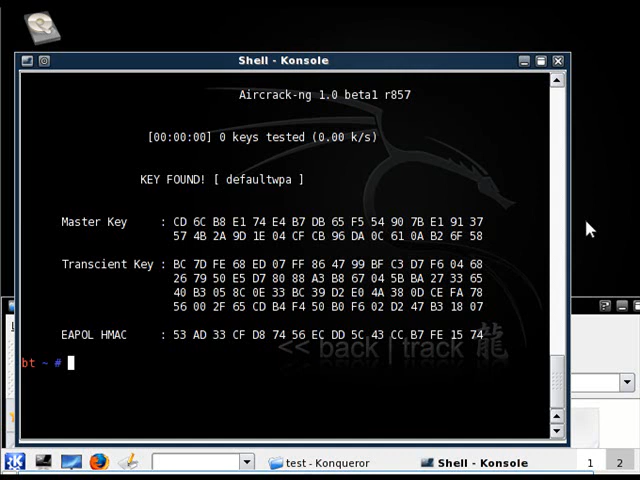 Shell - Konsole
Aircrack-ng 1.0 beta1 r857
[00:00:00] 0 keys tested (0.00 k/s)
KEY FOUND! [ defaultwpa ]
Master Key : CD 6C B8 E1 74 E4 B7 DB 65 F5 54 90 7B E1 91 37
57 4B 2A 9D 1E 04 CF CB 96 DA 0C 61 0A B2 6F 58
Transcient Key : BC 7D FE 68 ED 07 FF 86 47 99 BF C3 D7 F6 04 68
26 79 50 E5 D7 80 88 A3 B8 67 04 5B BA 27 33 65
40 B3 05 8C 0E 33 BC 39 D2 E0 4A 38 0D CE FA 78
56 00 2F 65 CD B4 F4 50 B0 F6 02 D2 47 B3 18 07
EAPOL HMAC : 53 AD 33 CF D8 74 56 EC DD 5C 43 CC B7 FE 15 74
<< back | track 龍
bt ~ #
test - Konqueror
Shell - Konsole
1
2